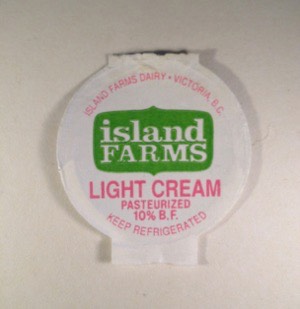 ISLAND FARMS DAIRY • VICTORIA, B.C.
island
FARMS
LIGHT CREAM
PASTEURIZED
10% B.F.
KEEP REFRIGERATED